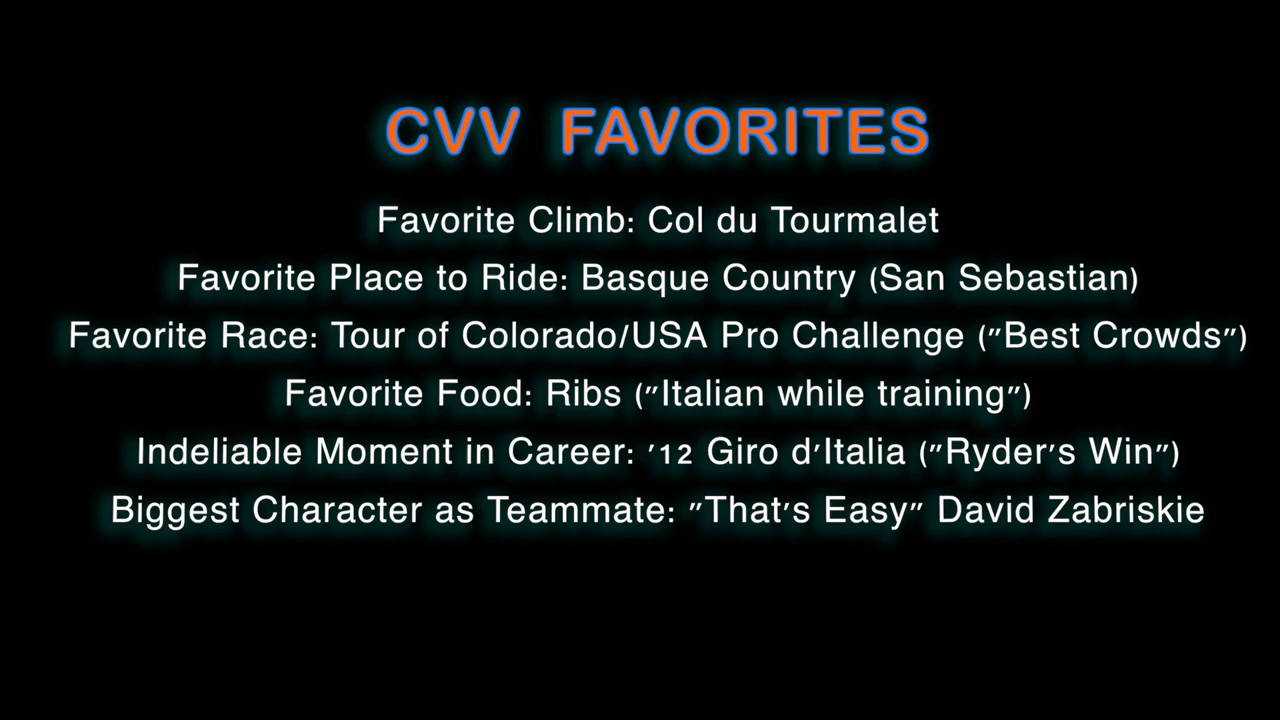 CVV FAVORITES
Favorite Climb: Col du Tourmalet
Favorite Place to Ride: Basque Country (San Sebastian)
Favorite Race: Tour of Colorado/USA Pro Challenge ("Best Crowds")
Favorite Food: Ribs ("Italian while training")
Indeliable Moment in Career: '12 Giro d'Italia ("Ryder's Win")
Biggest Character as Teammate: "That's Easy" David Zabriskie